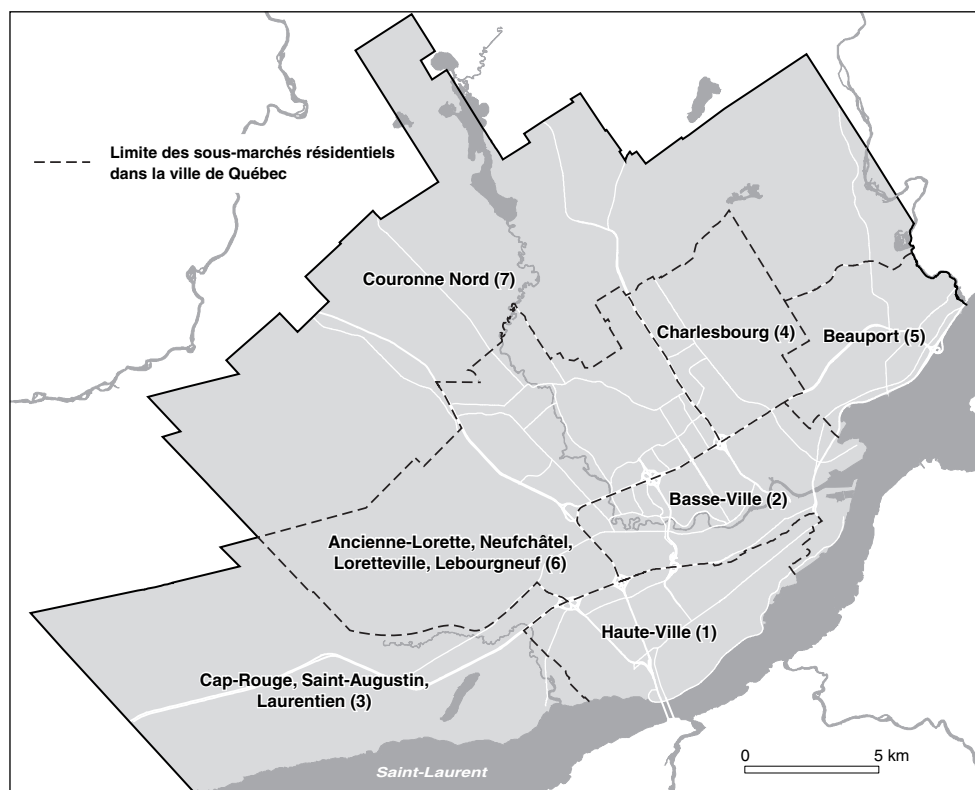 Limite des sous-marchés résidentiels
dans la ville de Québec
Couronne Nord (7)
Charlesbourg (4)
Beauport (5)
Basse-Ville (2)
Ancienne-Lorette, Neufchâtel,
Loretteville, Lebourgneuf (6)
Haute-Ville (1)
Cap-Rouge, Saint-Augustin,
Laurentien (3)
Saint-Laurent
0 5 km